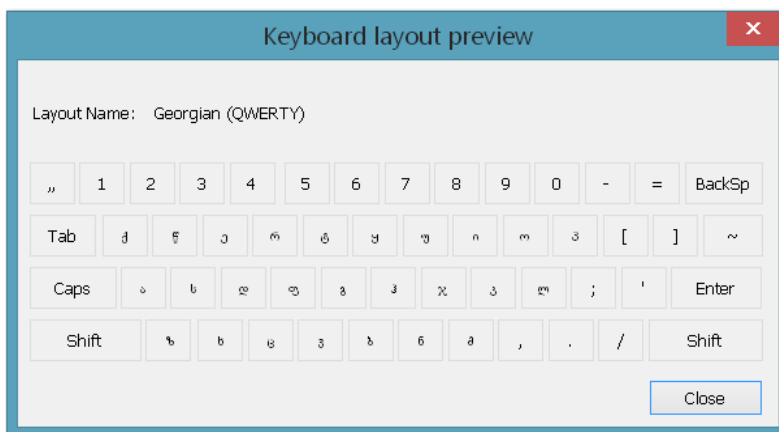 Keyboard layout preview
Layout Name: Georgian (QWERTY)
„ 1 2 3 4 5 6 7 8 9 0 - = BackSp
Tab ქ წ ე რ ტ ყ უ ი ო პ [ ] ~
Caps ა ს დ ფ გ ჰ ჯ კ ლ ; ' Enter
Shift ზ ხ ც ვ ბ ნ მ , . / Shift
Close